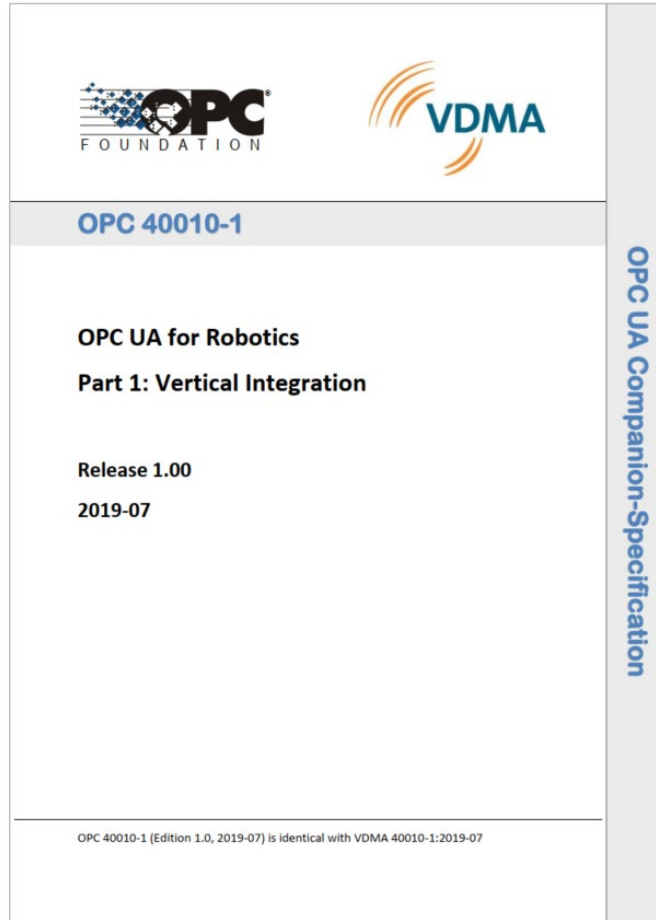 OPC®
FOUNDATION
VDMA
OPC 40010-1
OPC UA for Robotics
Part 1: Vertical Integration
Release 1.00
2019-07
OPC 40010-1 (Edition 1.0, 2019-07) is identical with VDMA 40010-1:2019-07
OPC UA Companion-Specification